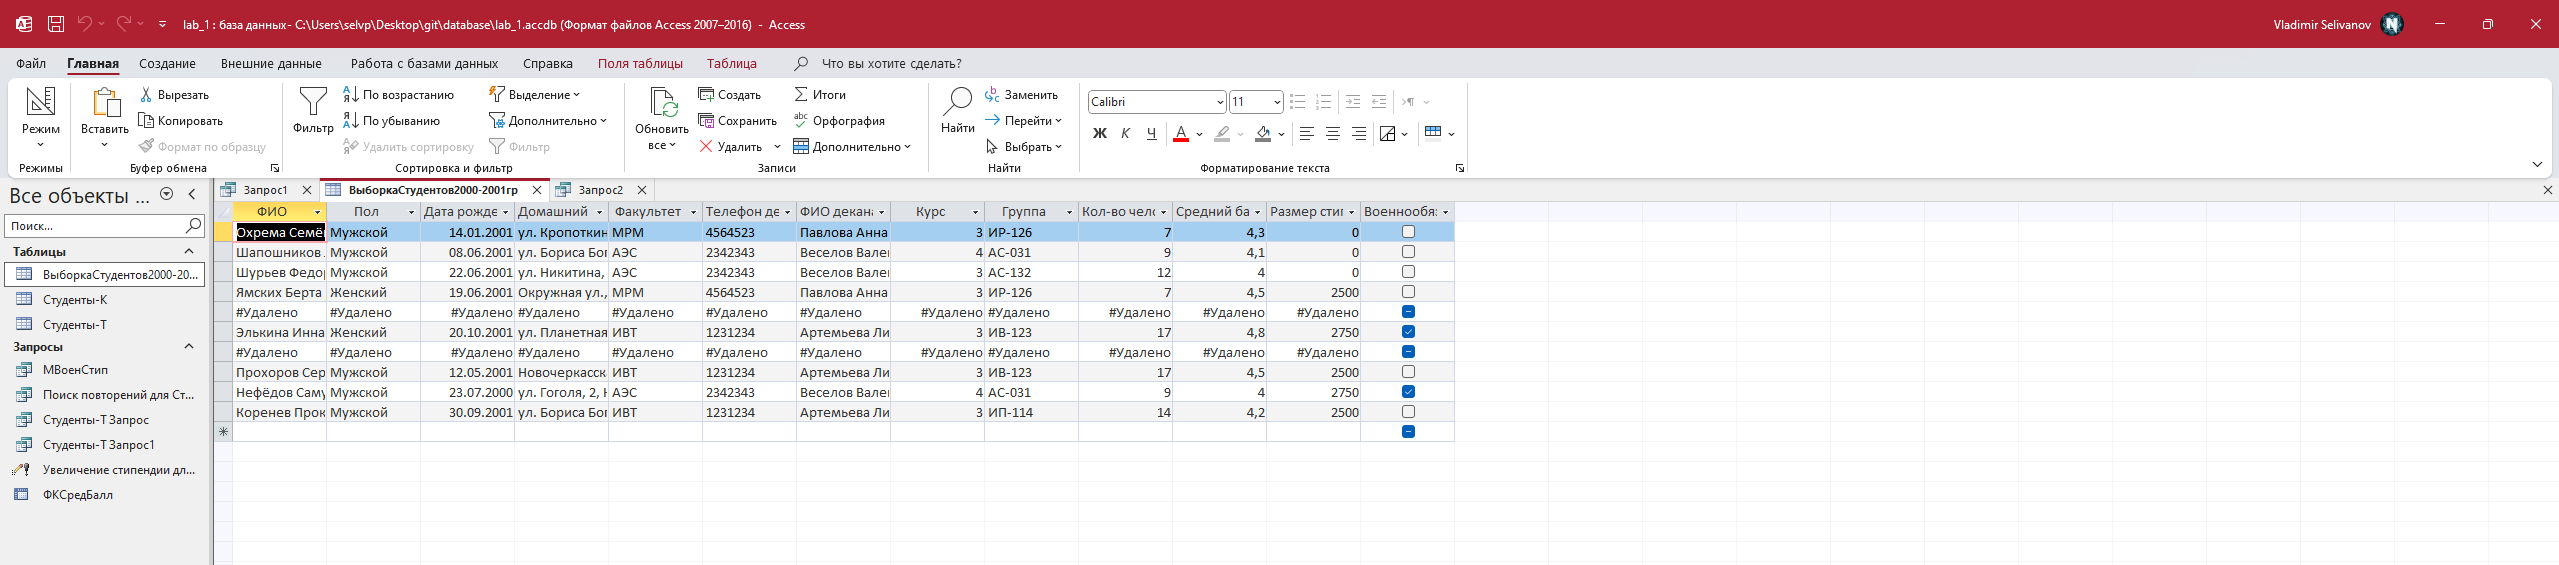 lab_1 : база данных- C:\Users\selvp\Desktop\git\database\lab_1.accdb (Формат файлов Access 2007–2016) - Access
Vladimir Selivanov
Файл Главная Создание Внешние данные Работа с базами данных Справка Поля таблицы Таблица Что вы хотите сделать?
Вырезать По возрастанию Выделение Создать Итоги Заменить Calibri 11
Режим Вставить Копировать Фильтр По убыванию Дополнительно Обновить все Сохранить Орфография Найти Перейти Ж К Ч
Формат по образцу Удалить сортировку Фильтр Удалить Дополнительно Выбрать
Режимы Буфер обмена Сортировка и фильтр Записи Найти Форматирование текста
Все объекты ...
Поиск...
Таблицы
ВыборкаСтудентов2000-20...
Студенты-К
Студенты-Т
Запросы
МВоенСтип
Поиск повторений для Ст...
Студенты-Т Запрос
Студенты-Т Запрос1
Увеличение стипендии дл...
ФКСредБалл
Запрос1 ВыборкаСтудентов2000-2001гр Запрос2
ФИО Пол Дата рожде Домашний Факультет Телефон де ФИО декана Курс Группа Кол-во чело Средний ба Размер стип Военнообяз
Охрема Семё Мужской 14.01.2001 ул. Кропоткин МРМ 4564523 Павлова Анна 3 ИР-126 7 4,3 0
Шапошников Мужской 08.06.2001 ул. Бориса Бог АЭС 2342343 Веселов Вале 4 АС-031 9 4,1 0
Шурьев Федор Мужской 22.06.2001 ул. Никитина, АЭС 2342343 Веселов Вале 3 АС-132 12 4 0
Ямских Берта Женский 19.06.2001 Окружная ул., МРМ 4564523 Павлова Анна 3 ИР-126 7 4,5 2500
#Удалено #Удалено #Удалено #Удалено #Удалено #Удалено #Удалено #Удалено #Удалено #Удалено #Удалено #Удалено
Элькина Инна Женский 20.10.2001 ул. Планетная ИВТ 1231234 Артемьева Ли 3 ИВ-123 17 4,8 2750
#Удалено #Удалено #Удалено #Удалено #Удалено #Удалено #Удалено #Удалено #Удалено #Удалено #Удалено #Удалено
Прохоров Сер Мужской 12.05.2001 Новочеркасска ИВТ 1231234 Артемьева Ли 3 ИВ-123 17 4,5 2500
Нефёдов Саму Мужской 23.07.2000 ул. Гоголя, 2, Н АЭС 2342343 Веселов Вале 4 АС-031 9 4 2750
Коренев Прок Мужской 30.09.2001 ул. Бориса Бог ИВТ 1231234 Артемьева Ли 3 ИП-114 14 4,2 2500